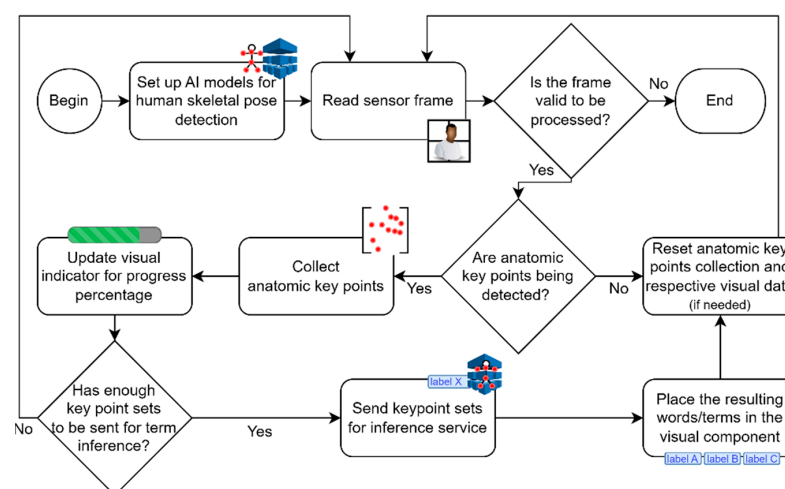 Begin
Set up AI models for
human skeletal pose
detection
Read sensor frame
Is the frame
valid to be
processed?
No
End
Yes
Update visual
indicator for progress
percentage
Collect
anatomic key points
Yes
Are anatomic
key points being
detected?
No
Reset anatomic key
points collection and
respective visual dat
(if needed)
Has enough
key point sets
to be sent for term
inference?
No
Yes
label X
Send keypoint sets
for inference service
Place the resulting
words/terms in the
visual component
label A label B label C